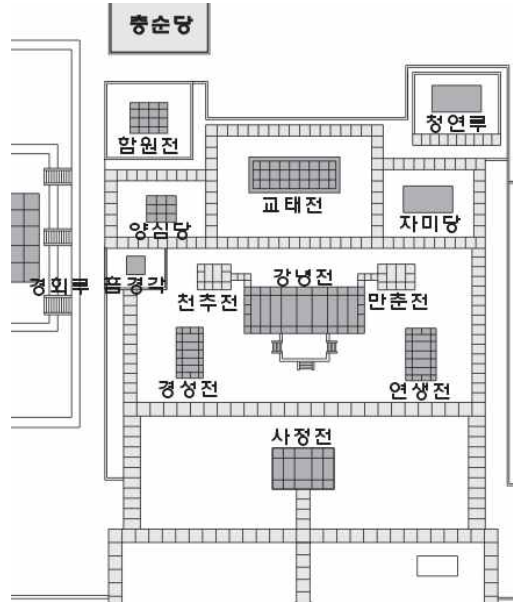 충순당
함원전
청연루
교태전
양심당
자미당
경회루 흠경각
강녕전
천추전
만춘전
경성전
연생전
사정전